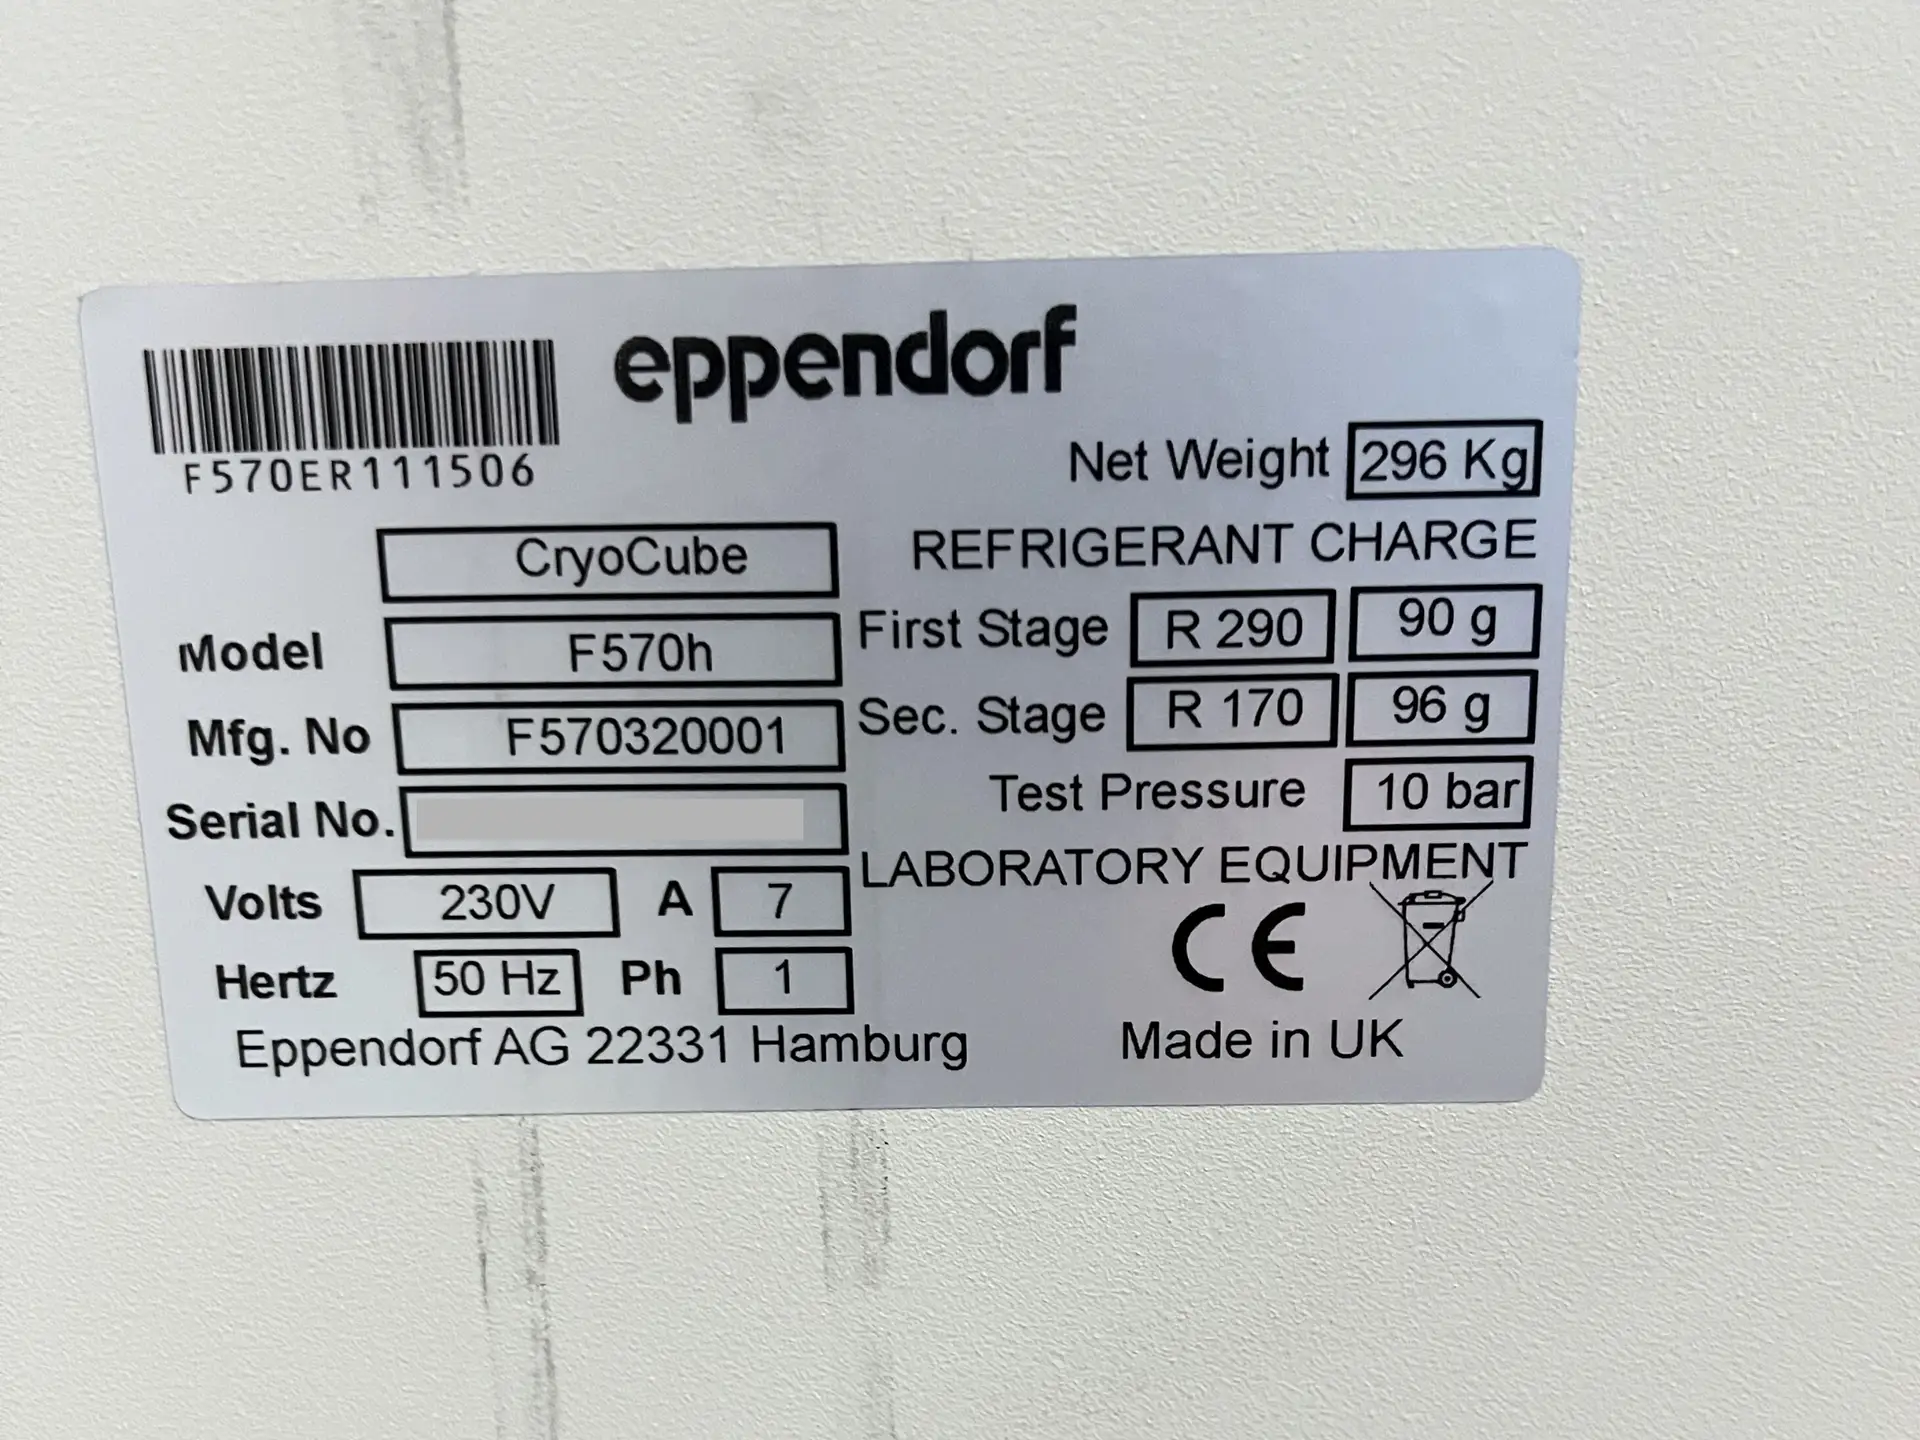 eppendorf
F570ER111506
Net Weight 296 Kg
CryoCube
REFRIGERANT CHARGE
Model F570h
First Stage R 290 90 g
Mfg. No F570320001
Sec. Stage R 170 96 g
Serial No.
Test Pressure 10 bar
Volts 230V A 7
LABORATORY EQUIPMENT
CE
Hertz 50 Hz Ph 1
Eppendorf AG 22331 Hamburg
Made in UK